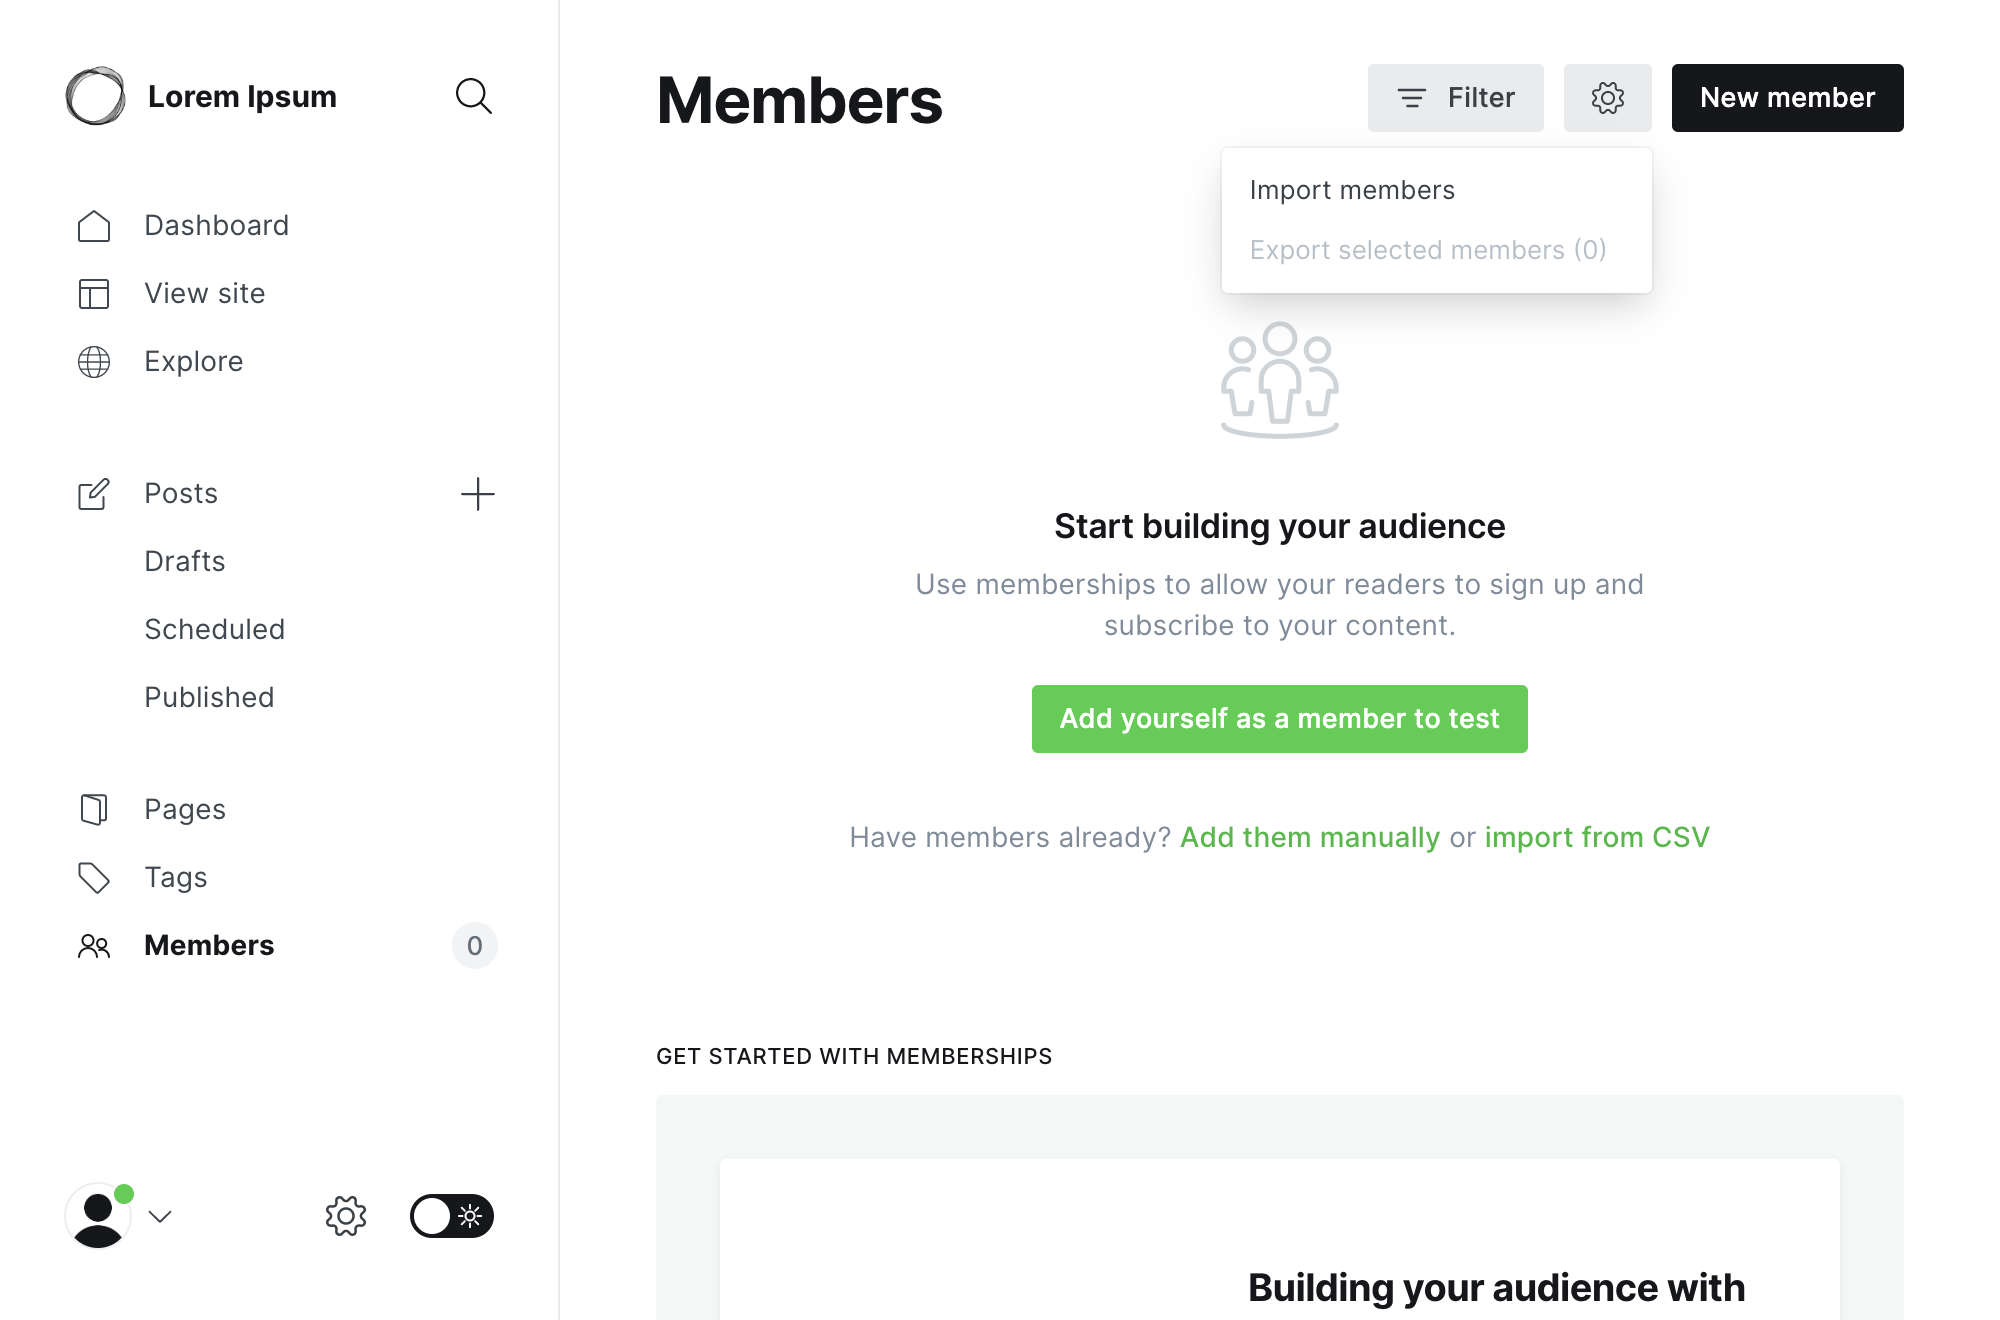 Lorem Ipsum
Dashboard
View site
Explore
Posts
Drafts
Scheduled
Published
Pages
Tags
Members
0
Members
Filter
New member
Import members
Export selected members (0)
Start building your audience
Use memberships to allow your readers to sign up and
subscribe to your content.
Add yourself as a member to test
Have members already? Add them manually or import from CSV
GET STARTED WITH MEMBERSHIPS
Building your audience with